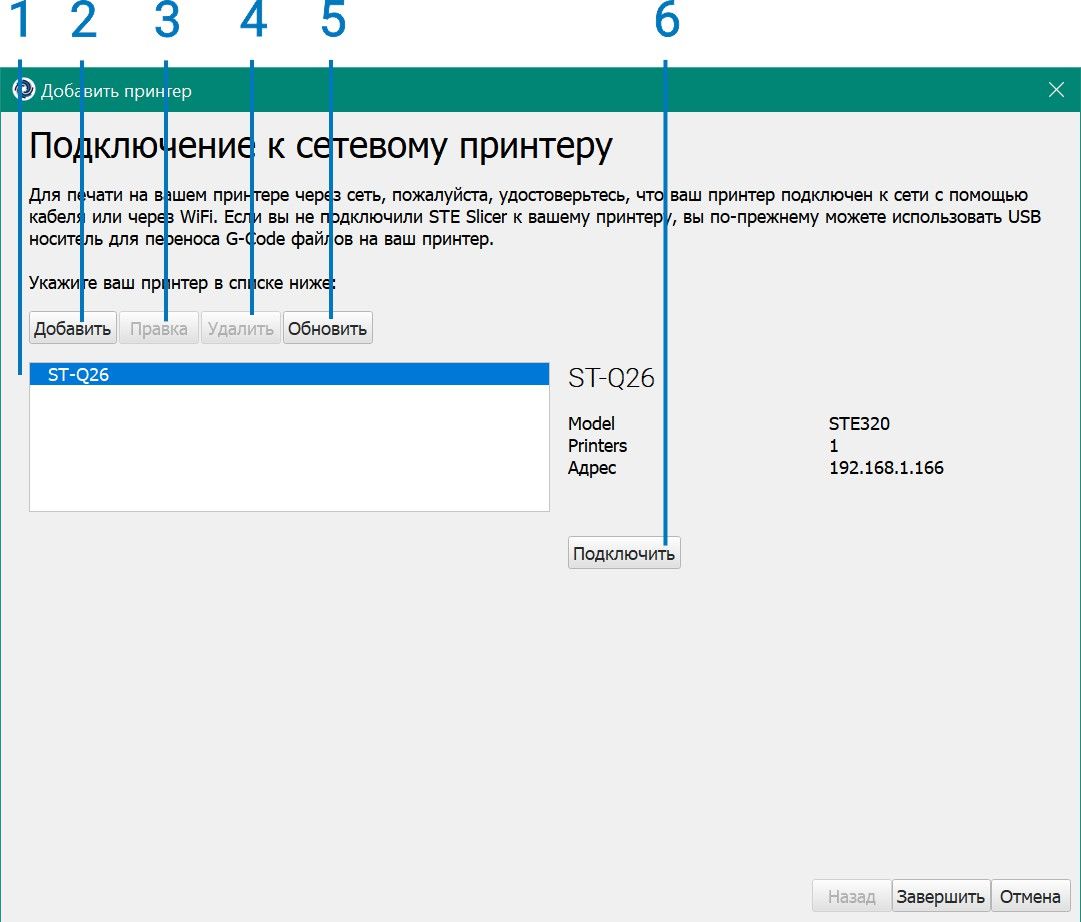 1 2 3 4 5 6
Добавить принтер
Подключение к сетевому принтеру
Для печати на вашем принтере через сеть, пожалуйста, удостоверьтесь, что ваш принтер подключен к сети с помощью
кабеля или через WiFi. Если вы не подключили STE Slicer к вашему принтеру, вы по-прежнему можете использовать USB
носитель для переноса G-Code файлов на ваш принтер.
Укажите ваш принтер в списке ниже:
Добавить Правка Удалить Обновить
ST-Q26
ST-Q26
Model STE320
Printers 1
Адрес 192.168.1.166
Подключить
Назад Завершить Отмена